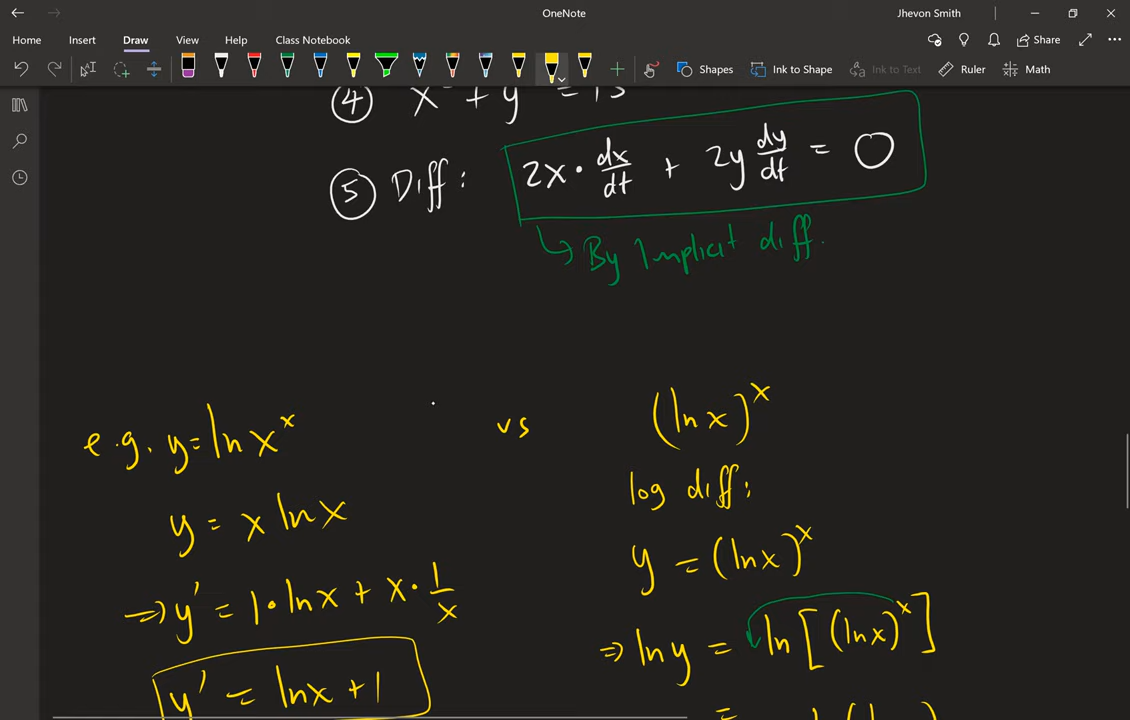 OneNote
Jhevon Smith
Home Insert Draw View Help Class Notebook
Share
Shapes Ink to Shape Ink to Text Ruler Math
④
⑤ Diff: 2x · dx/dt + 2y dy/dt = 0
↳ By Implicit diff.
e.g. y = ln x^x vs (ln x)^x
log diff:
y = x ln x
y = (ln x)^x
⇒ y' = 1 · ln x + x · 1/x
⇒ ln y = ln [(ln x)^x]
y' = ln x + 1
=